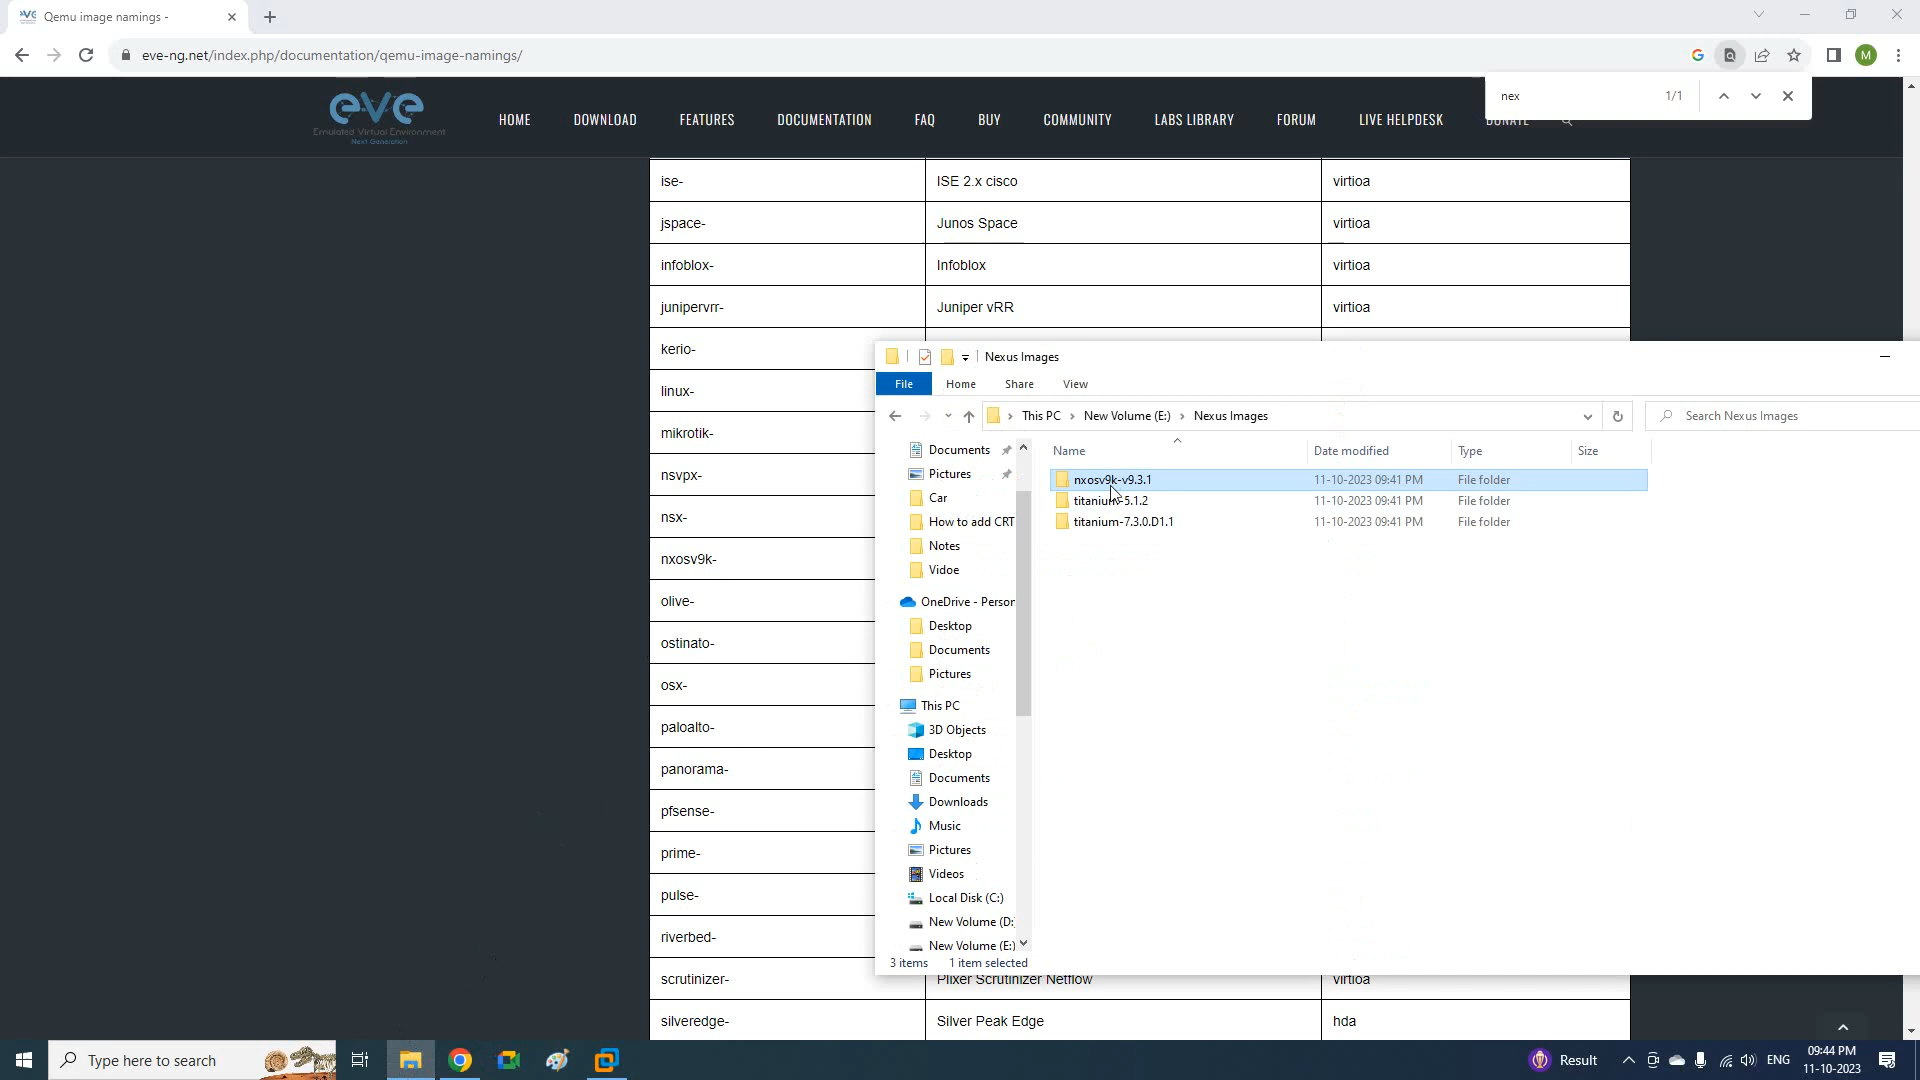 Qemu image namings -
eve-ng.net/index.php/documentation/qemu-image-namings/
M
nex
1/1
eve
Emulated Virtual Environment
Next Generation
HOME
DOWNLOAD
FEATURES
DOCUMENTATION
FAQ
BUY
COMMUNITY
LABS LIBRARY
FORUM
LIVE HELPDESK
DONATE
ise-
ISE 2.x cisco
virtioa
jspace-
Junos Space
virtioa
infoblox-
Infoblox
virtioa
junipervrr-
Juniper vRR
virtioa
kerio-
linux-
mikrotik-
nsvpx-
nsx-
nxosv9k-
olive-
ostinato-
osx-
paloalto-
panorama-
pfsense-
prime-
pulse-
riverbed-
scrutinizer-
Plixer Scrutinizer Netflow
virtioa
silveredge-
Silver Peak Edge
hda
Nexus Images
File
Home
Share
View
This PC
New Volume (E:)
Nexus Images
Search Nexus Images
Documents
Pictures
Car
How to add CRT
Notes
Vidoe
OneDrive - Person
Desktop
Documents
Pictures
This PC
3D Objects
Desktop
Documents
Downloads
Music
Pictures
Videos
Local Disk (C:)
New Volume (D:)
New Volume (E:)
Name
Date modified
Type
Size
nxosv9k-v9.3.1
11-10-2023 09:41 PM
File folder
titanium-5.1.2
11-10-2023 09:41 PM
File folder
titanium-7.3.0.D1.1
11-10-2023 09:41 PM
File folder
3 items
1 item selected
Type here to search
Result
ENG
09:44 PM
11-10-2023